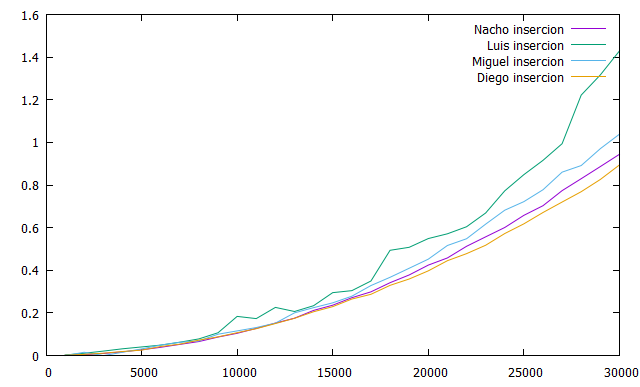 1.6
1.4
1.2
1
0.8
0.6
0.4
0.2
0
Nacho insercion
Luis insercion
Miguel insercion
Diego insercion
0 5000 10000 15000 20000 25000 30000